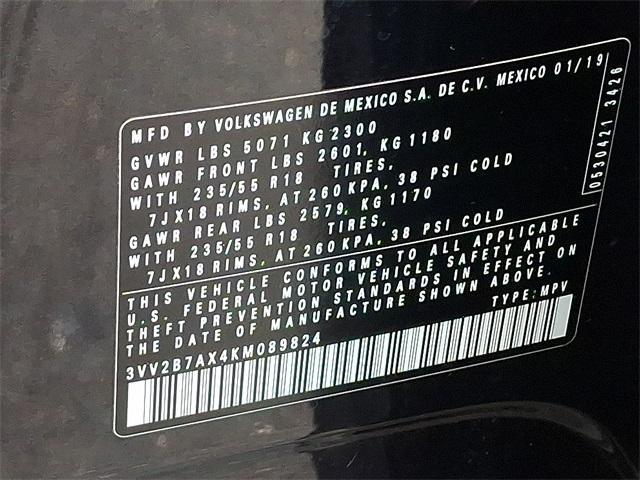 MFD BY VOLKSWAGEN DE MEXICO S.A. DE C.V. MEXICO 01/19
GVWR LBS 5071 KG 2300
GAWR FRONT LBS 2601, KG 1180
WITH 235/55 R18 TIRES,
7JX18 RIMS, AT 260 KPA, 38 PSI COLD
GAWR REAR LBS 2579, KG 1170
WITH 235/55 R18 TIRES,
7JX18 RIMS, AT 260 KPA, 38 PSI COLD
0530421 3426
THIS VEHICLE CONFORMS TO ALL APPLICABLE
U.S. FEDERAL MOTOR VEHICLE SAFETY AND
THEFT PREVENTION STANDARDS IN EFFECT ON
THE DATE OF MANUFACTURE SHOWN ABOVE.
3VV2B7AX4KM089824 TYPE: MPV